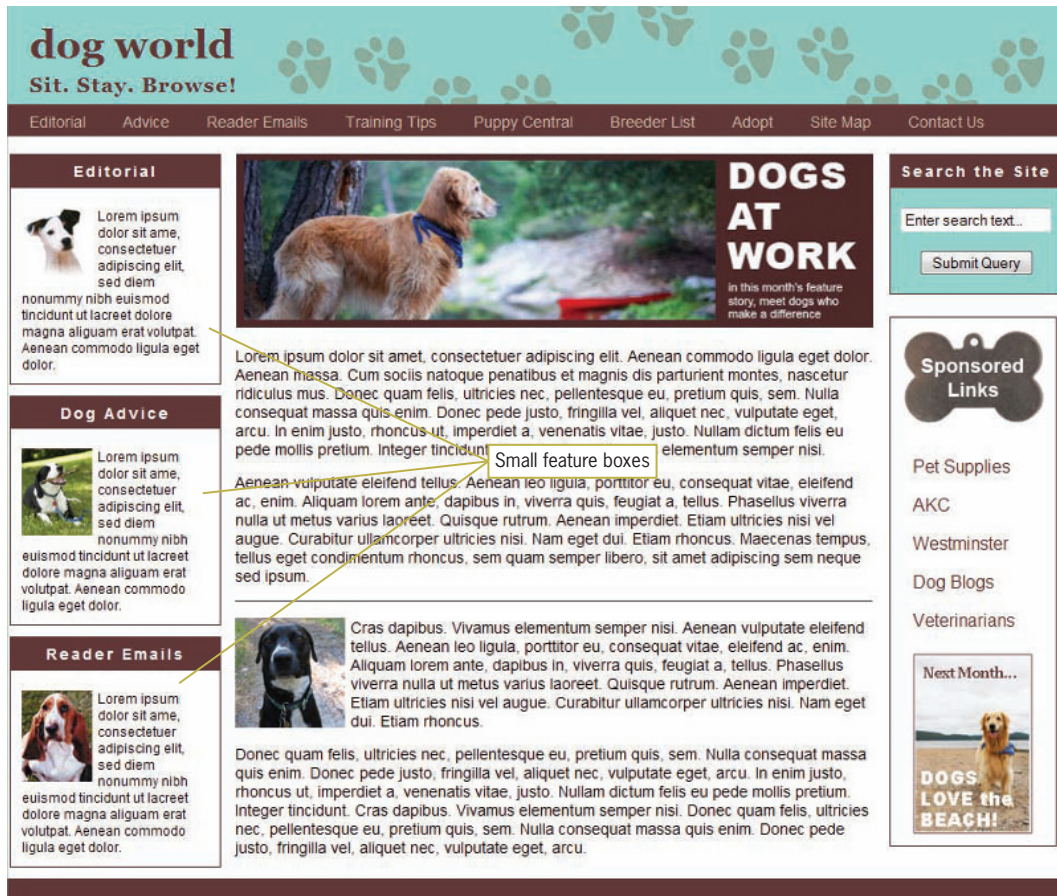 dog world
Sit. Stay. Browse!
Editorial Advice Reader Emails Training Tips Puppy Central Breeder List Adopt Site Map Contact Us
Editorial
Lorem ipsum
dolor sit ame,
consectetuer
adipiscing elit,
sed diem
nonummy nibh euismod
tincidunt ut lacreet dolore
magna aliguam erat volutpat.
Aenean commodo ligula eget
dolor.
Dog Advice
Lorem ipsum
dolor sit ame,
consectetuer
adipiscing elit,
sed diem
nonummy nibh
euismod tincidunt ut lacreet
dolore magna aliguam erat
volutpat. Aenean commodo
ligula eget dolor.
Reader Emails
Lorem ipsum
dolor sit ame,
consectetuer
adipiscing elit,
sed diem
nonummy nibh
euismod tincidunt ut lacreet
dolore magna aliguam erat
volutpat. Aenean commodo
ligula eget dolor.
DOGS
AT
WORK
in this month's feature
story, meet dogs who
make a difference
Lorem ipsum dolor sit amet, consectetuer adipiscing elit. Aenean commodo ligula eget dolor.
Aenean massa. Cum sociis natoque penatibus et magnis dis parturient montes, nascetur
ridiculus mus. Donec quam felis, ultricies nec, pellentesque eu, pretium quis, sem. Nulla
consequat massa quis enim. Donec pede justo, fringilla vel, aliquet nec, vulputate eget,
arcu. In enim justo, rhoncus ut, imperdiet a, venenatis vitae, justo. Nullam dictum felis eu
pede mollis pretium. Integer tincidunt elementum semper nisi.
Small feature boxes
Aenean vulputate eleifend tellus. Aenean leo ligula, porttitor eu, consequat vitae, eleifend
ac, enim. Aliquam lorem ante, dapibus in, viverra quis, feugiat a, tellus. Phasellus viverra
nulla ut metus varius laoreet. Quisque rutrum. Aenean imperdiet. Etiam ultricies nisi vel
augue. Curabitur ullamcorper ultricies nisi. Nam eget dui. Etiam rhoncus. Maecenas tempus,
tellus eget condimentum rhoncus, sem quam semper libero, sit amet adipiscing sem neque
sed ipsum.
Cras dapibus. Vivamus elementum semper nisi. Aenean vulputate eleifend
tellus. Aenean leo ligula, porttitor eu, consequat vitae, eleifend ac, enim.
Aliquam lorem ante, dapibus in, viverra quis, feugiat a, tellus. Phasellus
viverra nulla ut metus varius laoreet. Quisque rutrum. Aenean imperdiet.
Etiam ultricies nisi vel augue. Curabitur ullamcorper ultricies nisi. Nam eget
dui. Etiam rhoncus.
Donec quam felis, ultricies nec, pellentesque eu, pretium quis, sem. Nulla consequat massa
quis enim. Donec pede justo, fringilla vel, aliquet nec, vulputate eget, arcu. In enim justo,
rhoncus ut, imperdiet a, venenatis vitae, justo. Nullam dictum felis eu pede mollis pretium.
Integer tincidunt. Cras dapibus. Vivamus elementum semper nisi. Donec quam felis, ultricies
nec, pellentesque eu, pretium quis, sem. Nulla consequat massa quis enim. Donec pede
justo, fringilla vel, aliquet nec, vulputate eget, arcu.
Search the Site
Enter search text...
Submit Query
Sponsored
Links
Pet Supplies
AKC
Westminster
Dog Blogs
Veterinarians
Next Month...
DOGS
LOVE the
BEACH!